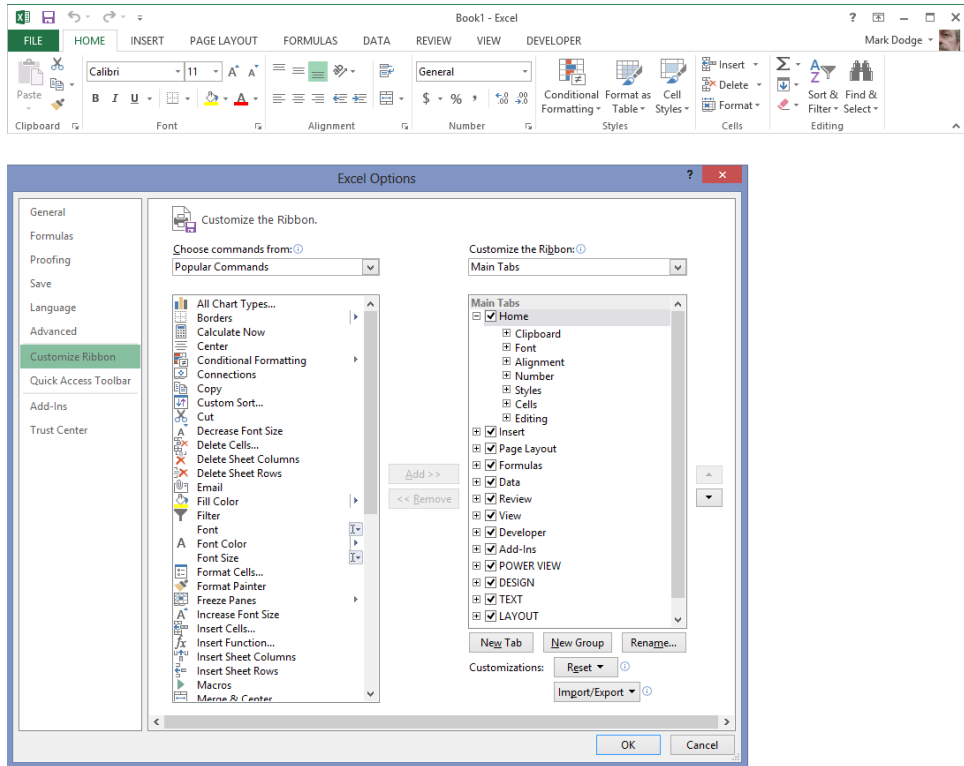 Book1 - Excel
?
FILE HOME INSERT PAGE LAYOUT FORMULAS DATA REVIEW VIEW DEVELOPER Mark Dodge
Paste
Calibri 11 A A General
B I U A $ % , .0 .00 .00 .0
Conditional Formatting
Format as Table
Cell Styles
Insert
Delete
Format
Σ
Sort & Filter
Find & Select
Clipboard Font Alignment Number Styles Cells Editing
Excel Options
?
General
Formulas
Proofing
Save
Language
Advanced
Customize Ribbon
Quick Access Toolbar
Add-Ins
Trust Center
Customize the Ribbon.
Choose commands from:
Popular Commands
All Chart Types...
Borders
Calculate Now
Center
Conditional Formatting
Connections
Copy
Custom Sort...
Cut
Decrease Font Size
Delete Cells...
Delete Sheet Columns
Delete Sheet Rows
Email
Fill Color
Filter
Font
Font Color
Font Size
Format Cells...
Format Painter
Freeze Panes
Increase Font Size
Insert Cells...
Insert Function...
Insert Sheet Columns
Insert Sheet Rows
Macros
Merge & Center
Add >>
<< Remove
Customize the Ribbon:
Main Tabs
Main Tabs
Home
Clipboard
Font
Alignment
Number
Styles
Cells
Editing
Insert
Page Layout
Formulas
Data
Review
View
Developer
Add-Ins
POWER VIEW
DESIGN
TEXT
LAYOUT
New Tab New Group Rename...
Customizations: Reset
Import/Export
OK Cancel